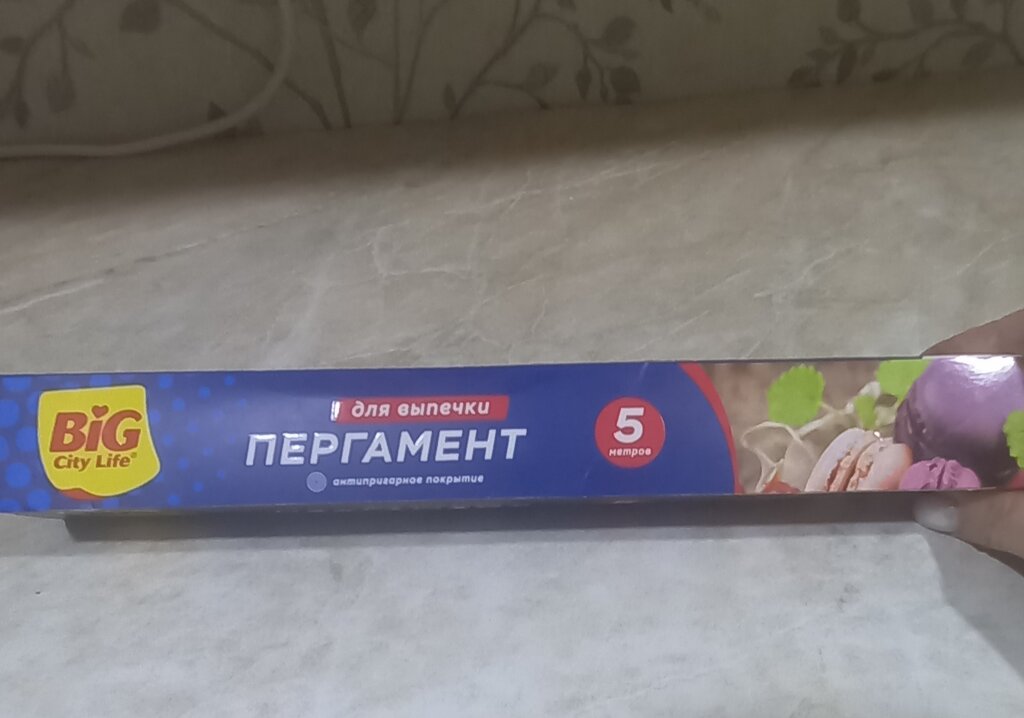 BiG
City Life®
для выпечки
ПЕРГАМЕНТ
антипригарное покрытие
5
метров